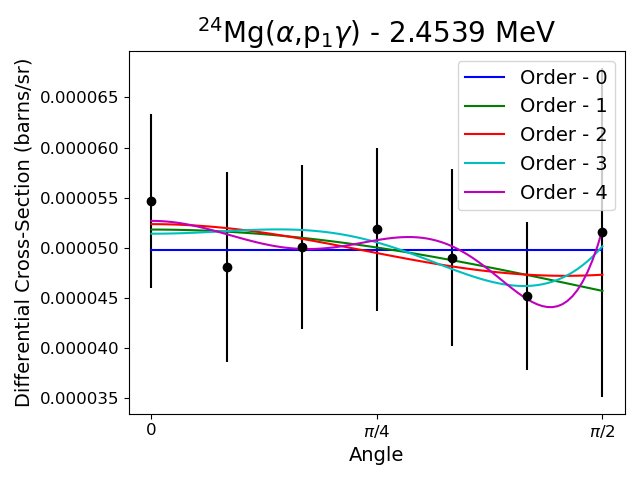 ²⁴Mg(α,p₁γ) - 2.4539 MeV
Differential Cross-Section (barns/sr)
0.000065
0.000060
0.000055
0.000050
0.000045
0.000040
0.000035
Order - 0
Order - 1
Order - 2
Order - 3
Order - 4
0
π/4
π/2
Angle